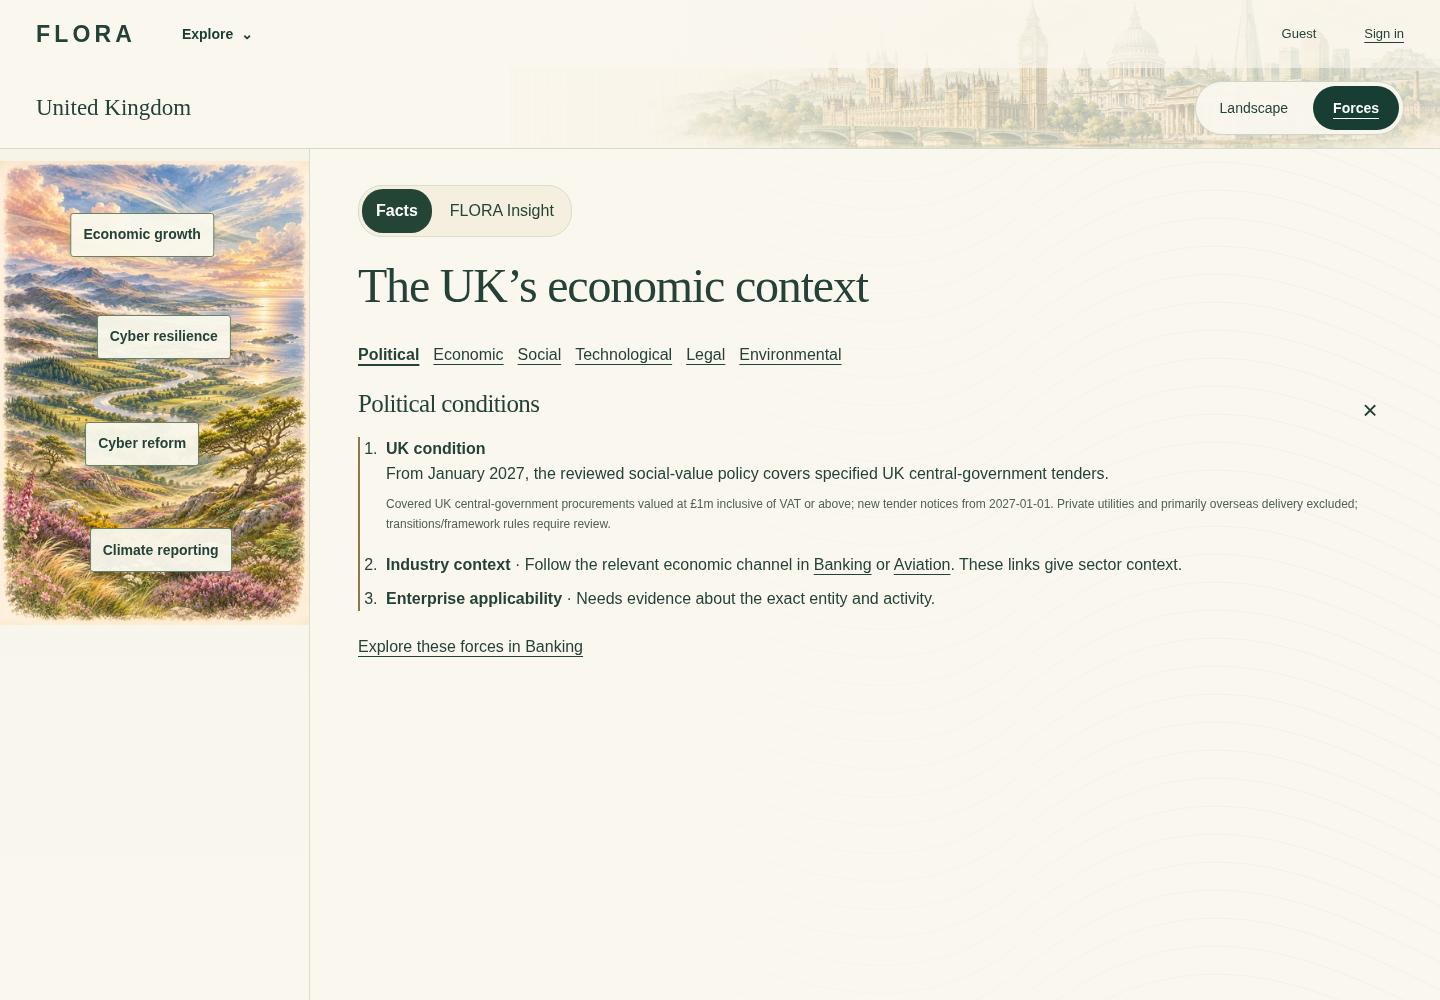 FLORA
Explore
Guest
Sign in
United Kingdom
Landscape
Forces
Economic growth
Cyber resilience
Cyber reform
Climate reporting
Facts
FLORA Insight
The UK’s economic context
Political Economic Social Technological Legal Environmental
Political conditions
×
1. UK condition
From January 2027, the reviewed social-value policy covers specified UK central-government tenders.
Covered UK central-government procurements valued at £1m inclusive of VAT or above; new tender notices from 2027-01-01. Private utilities and primarily overseas delivery excluded;
transitions/framework rules require review.
2. Industry context · Follow the relevant economic channel in Banking or Aviation. These links give sector context.
3. Enterprise applicability · Needs evidence about the exact entity and activity.
Explore these forces in Banking